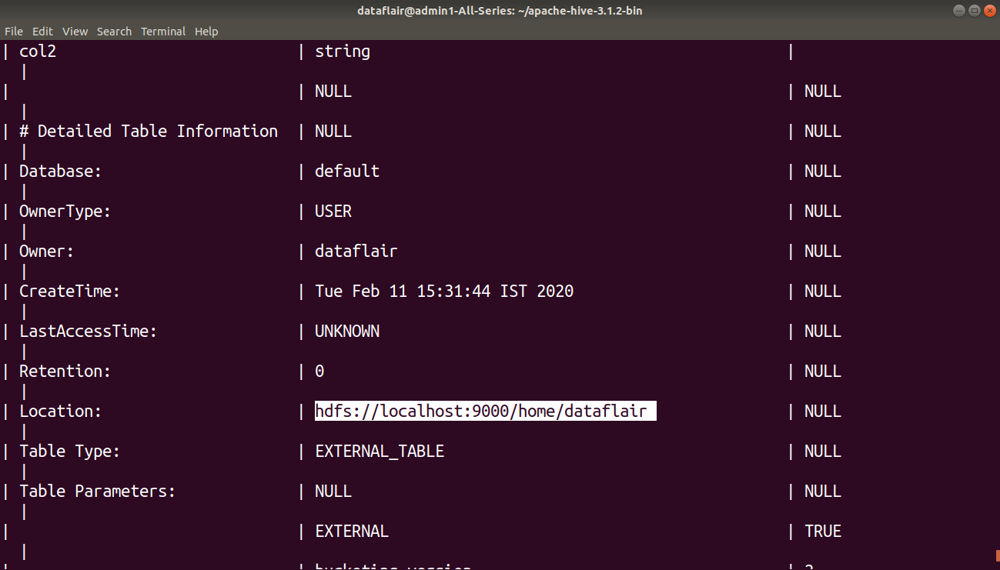 dataflair@admin1-All-Series: ~/apache-hive-3.1.2-bin
File Edit View Search Terminal Help
| col2 | string |
|
| | NULL | NULL
|
| # Detailed Table Information | NULL | NULL
|
| Database: | default | NULL
|
| OwnerType: | USER | NULL
|
| Owner: | dataflair | NULL
|
| CreateTime: | Tue Feb 11 15:31:44 IST 2020 | NULL
|
| LastAccessTime: | UNKNOWN | NULL
|
| Retention: | 0 | NULL
|
| Location: | hdfs://localhost:9000/home/dataflair | NULL
|
| Table Type: | EXTERNAL_TABLE | NULL
|
| Table Parameters: | NULL | NULL
|
| | EXTERNAL | TRUE
|
| | bucketing_version |